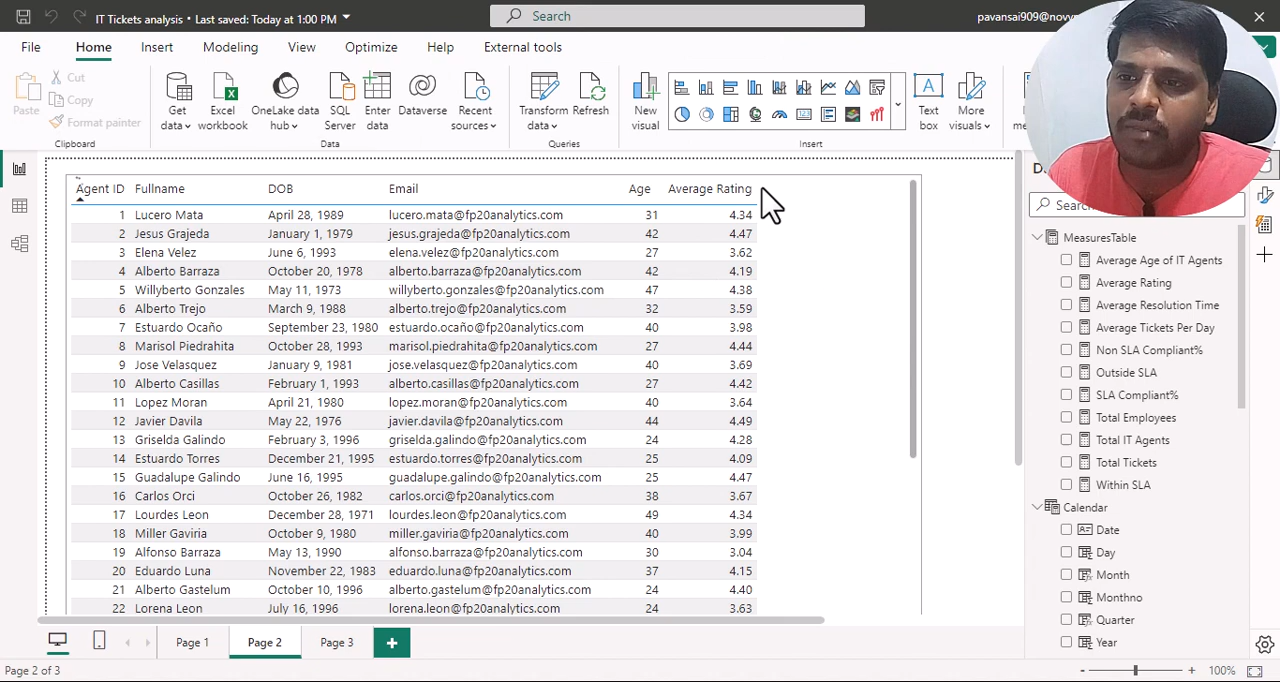 IT Tickets analysis • Last saved: Today at 1:00 PM
Search
pavansai909@novy
File Home Insert Modeling View Optimize Help External tools
Paste
Cut
Copy
Format painter
Get data
Excel workbook
OneLake data hub
SQL Server
Enter data
Dataverse
Recent sources
Transform data
Refresh
New visual
Text box
More visuals
Clipboard
Data
Queries
Insert
Agent ID Fullname DOB Email Age Average Rating
1 Lucero Mata April 28, 1989 lucero.mata@fp20analytics.com 31 4.34
2 Jesus Grajeda January 1, 1979 jesus.grajeda@fp20analytics.com 42 4.47
3 Elena Velez June 6, 1993 elena.velez@fp20analytics.com 27 3.62
4 Alberto Barraza October 20, 1978 alberto.barraza@fp20analytics.com 42 4.19
5 Willyberto Gonzales May 11, 1973 willyberto.gonzales@fp20analytics.com 47 4.38
6 Alberto Trejo March 9, 1988 alberto.trejo@fp20analytics.com 32 3.59
7 Estuardo Ocaño September 23, 1980 estuardo.ocaño@fp20analytics.com 40 3.98
8 Marisol Piedrahita October 28, 1993 marisol.piedrahita@fp20analytics.com 27 4.44
9 Jose Velasquez January 9, 1981 jose.velasquez@fp20analytics.com 40 3.69
10 Alberto Casillas February 1, 1993 alberto.casillas@fp20analytics.com 27 4.42
11 Lopez Moran April 21, 1980 lopez.moran@fp20analytics.com 40 3.64
12 Javier Davila May 22, 1976 javier.davila@fp20analytics.com 44 4.49
13 Griselda Galindo February 3, 1996 griselda.galindo@fp20analytics.com 24 4.28
14 Estuardo Torres December 21, 1995 estuardo.torres@fp20analytics.com 25 4.09
15 Guadalupe Galindo June 16, 1995 guadalupe.galindo@fp20analytics.com 25 4.47
16 Carlos Orci October 26, 1982 carlos.orci@fp20analytics.com 38 3.67
17 Lourdes Leon December 28, 1971 lourdes.leon@fp20analytics.com 49 4.34
18 Miller Gaviria October 9, 1980 miller.gaviria@fp20analytics.com 40 3.99
19 Alfonso Barraza May 13, 1990 alfonso.barraza@fp20analytics.com 30 3.04
20 Eduardo Luna November 22, 1983 eduardo.luna@fp20analytics.com 37 4.15
21 Alberto Gastelum October 10, 1996 alberto.gastelum@fp20analytics.com 24 4.40
22 Lorena Leon July 16, 1996 lorena.leon@fp20analytics.com 24 3.63
MeasuresTable
Average Age of IT Agents
Average Rating
Average Resolution Time
Average Tickets Per Day
Non SLA Compliant%
Outside SLA
SLA Compliant%
Total Employees
Total IT Agents
Total Tickets
Within SLA
Calendar
Date
Day
Month
Monthno
Quarter
Year
Page 1 Page 2 Page 3
Page 2 of 3
100%